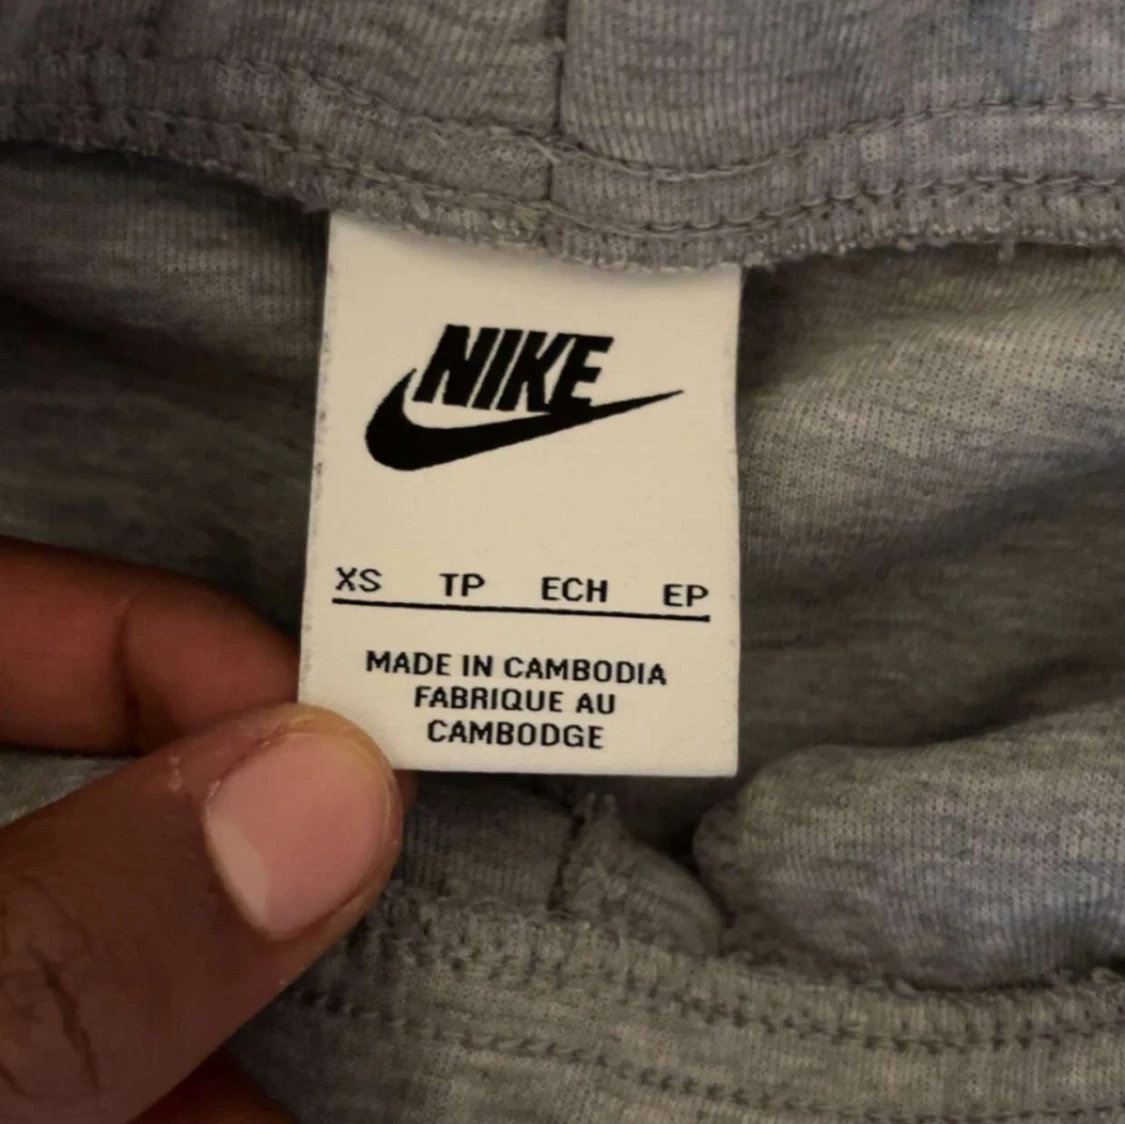 NIKE
XS TP ECH EP
MADE IN CAMBODIA
FABRIQUE AU
CAMBODGE